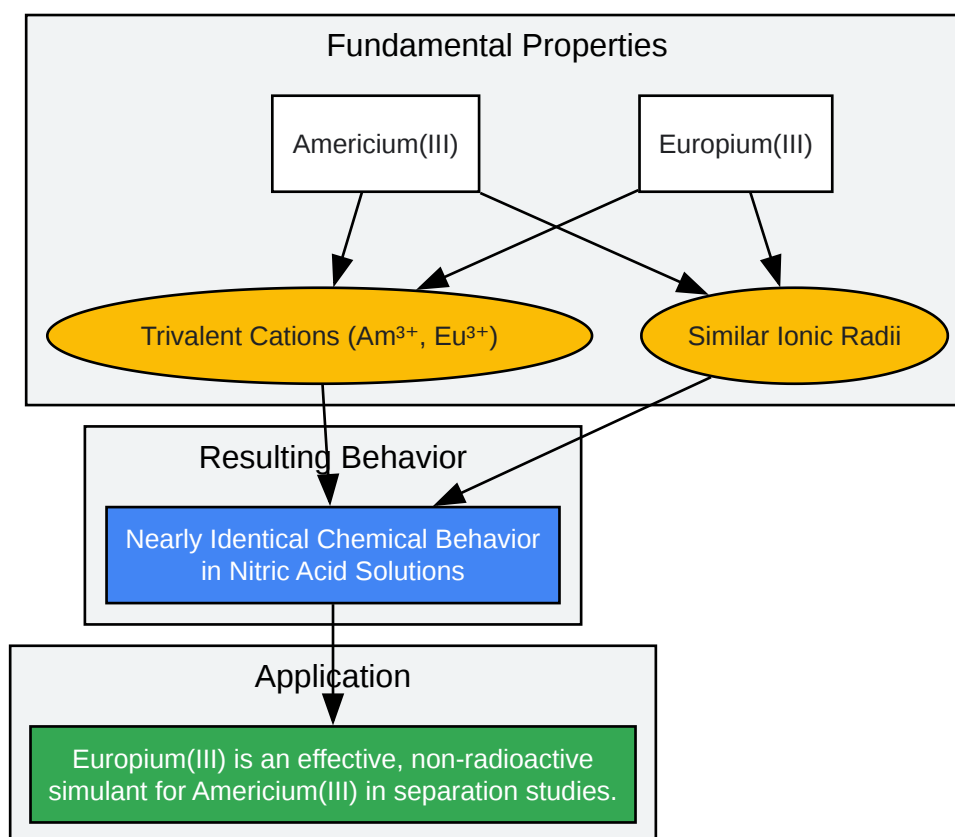 Fundamental Properties
Americium(III)
Europium(III)
Trivalent Cations (Am³⁺, Eu³⁺)
Similar Ionic Radii
Resulting Behavior
Nearly Identical Chemical Behavior
in Nitric Acid Solutions
Application
Europium(III) is an effective, non-radioactive
simulant for Americium(III) in separation studies.